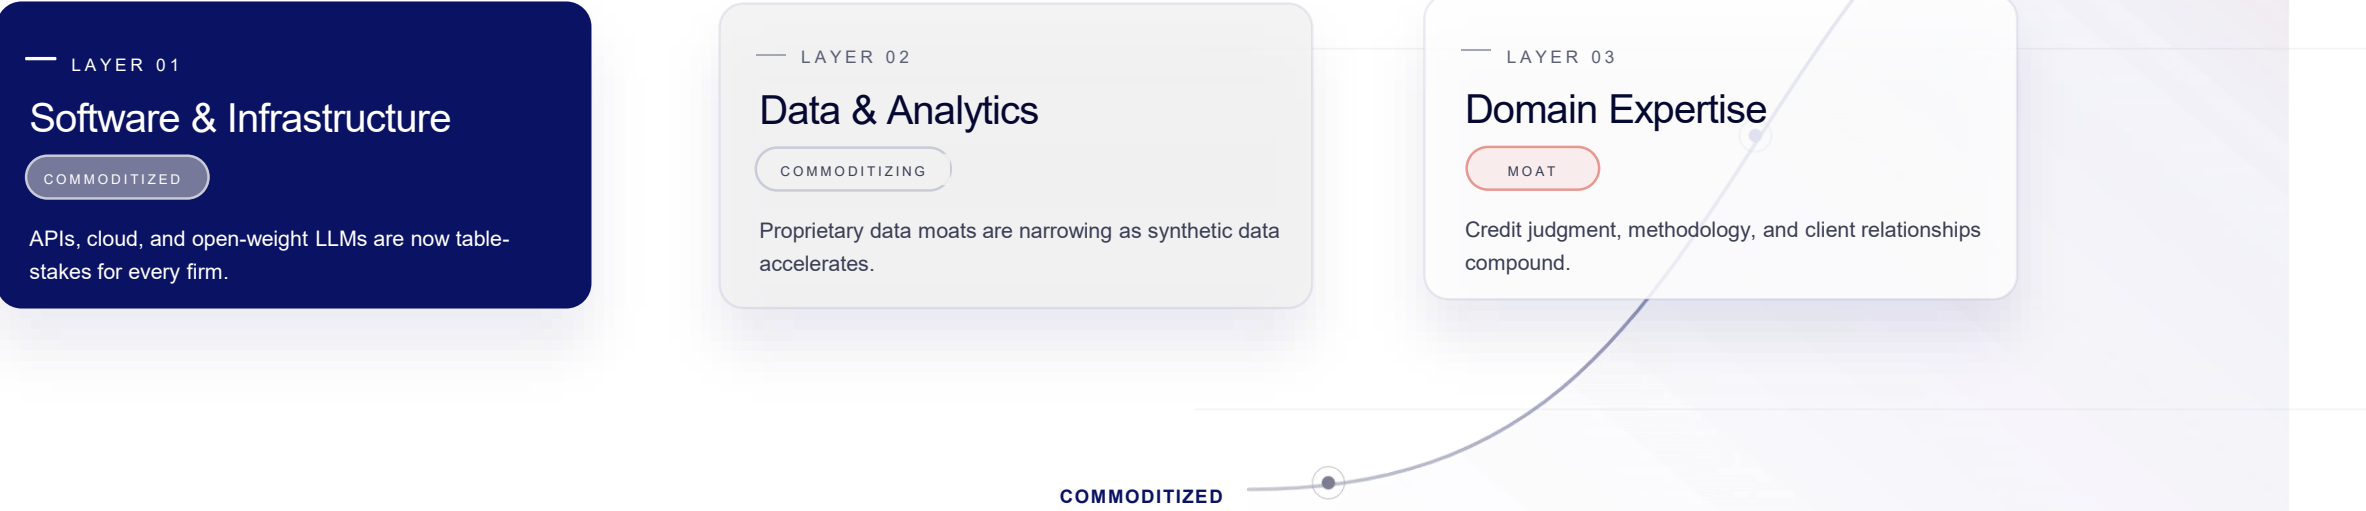 LAYER 01
Software & Infrastructure
COMMODITIZED
APIs, cloud, and open-weight LLMs are now table-
stakes for every firm.
LAYER 02
Data & Analytics
COMMODITIZING
Proprietary data moats are narrowing as synthetic data
accelerates.
LAYER 03
Domain Expertise
MOAT
Credit judgment, methodology, and client relationships
compound.
COMMODITIZED